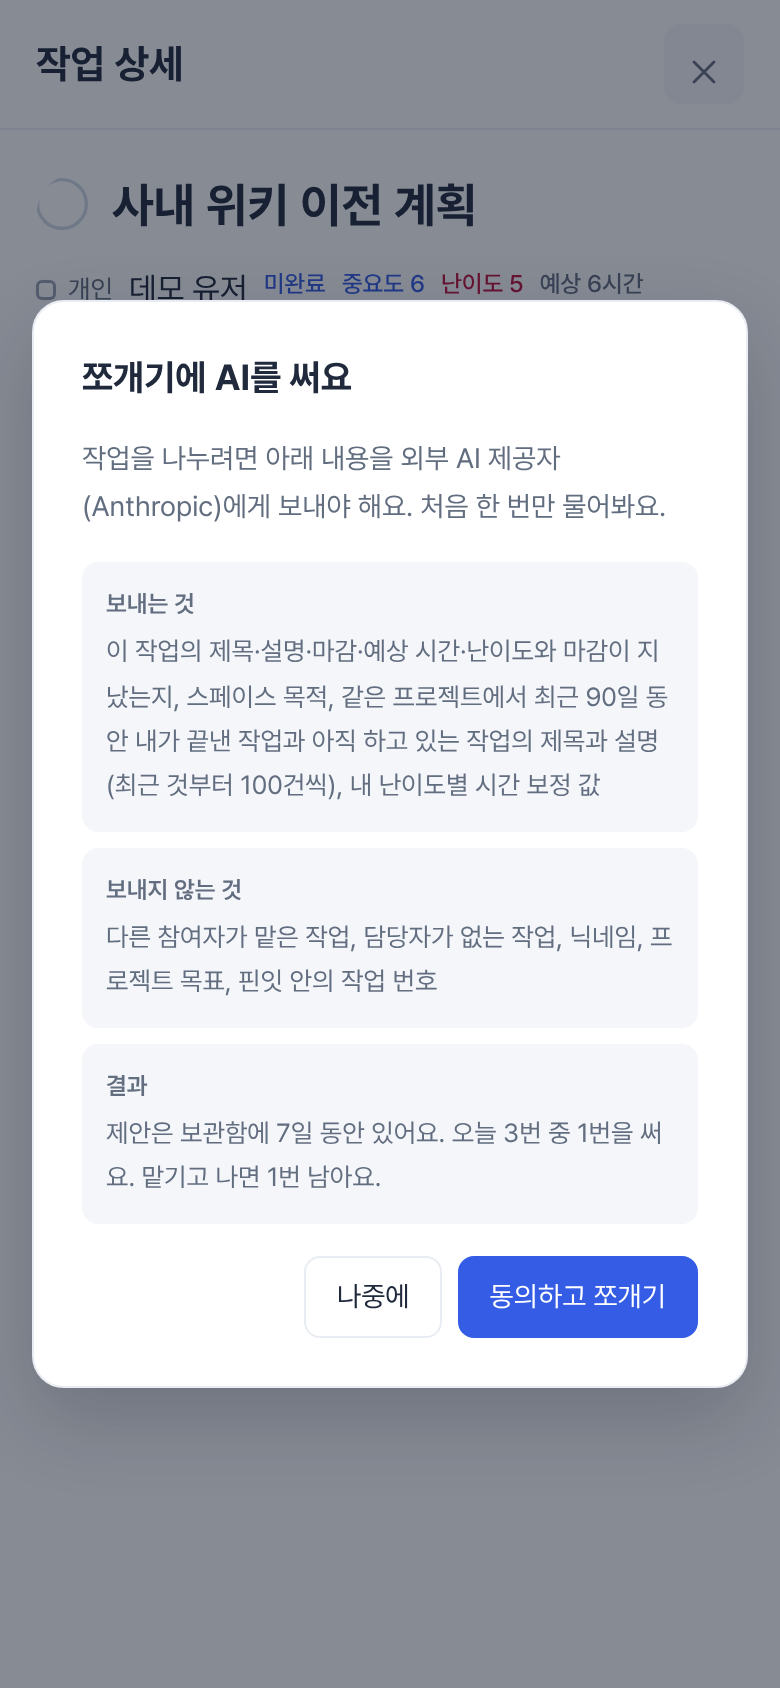 작업 상세
사내 위키 이전 계획
개인 데모 유저 미완료 중요도 6 난이도 5 예상 6시간
쪼개기에 AI를 써요
작업을 나누려면 아래 내용을 외부 AI 제공자
(Anthropic)에게 보내야 해요. 처음 한 번만 물어봐요.
보내는 것
이 작업의 제목·설명·마감·예상 시간·난이도와 마감이 지
났는지, 스페이스 목적, 같은 프로젝트에서 최근 90일 동
안 내가 끝낸 작업과 아직 하고 있는 작업의 제목과 설명
(최근 것부터 100건씩), 내 난이도별 시간 보정 값
보내지 않는 것
다른 참여자가 맡은 작업, 담당자가 없는 작업, 닉네임, 프
로젝트 목표, 핀잇 안의 작업 번호
결과
제안은 보관함에 7일 동안 있어요. 오늘 3번 중 1번을 써
요. 맡기고 나면 1번 남아요.
나중에 동의하고 쪼개기